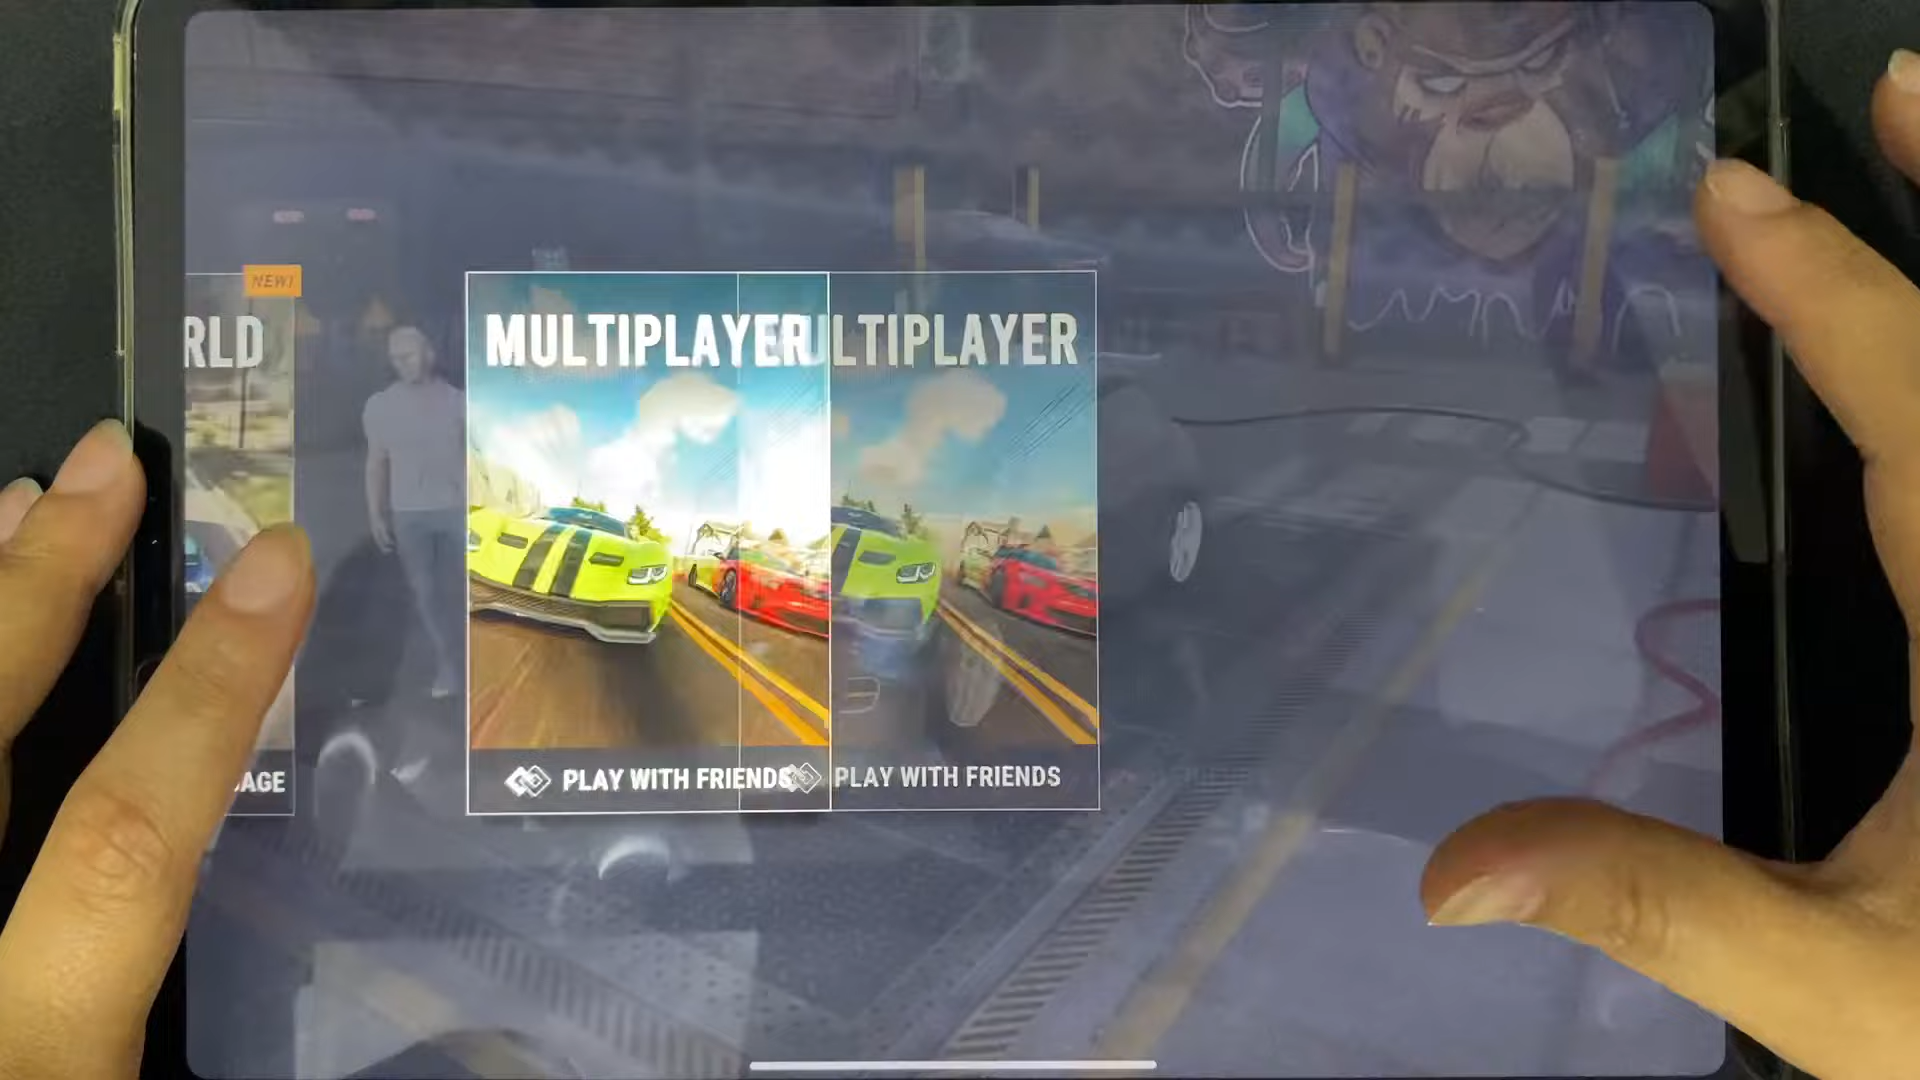 NEW!
RLD
MULTIPLAYER
ULTIPLAYER
AGE
PLAY WITH FRIENDS
PLAY WITH FRIENDS